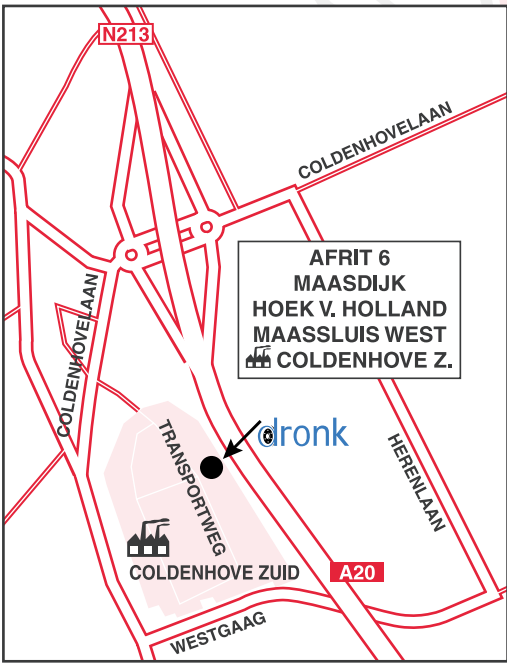 N213
COLDENHOVELAAN
AFRIT 6
MAASDIJK
HOEK V. HOLLAND
MAASSLUIS WEST
COLDENHOVE Z.
COLDENHOVELAAN
dronk
TRANSPORTWEG
HERENLAAN
COLDENHOVE ZUID
A20
WESTGAAG